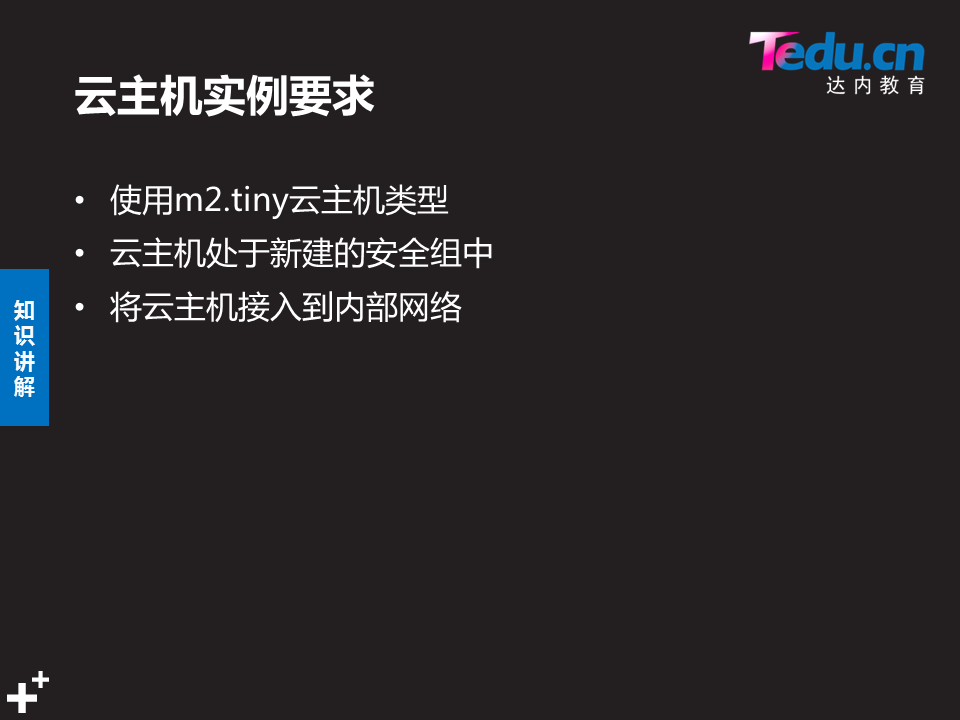 Tedu.cn
达内教育
云主机实例要求
• 使用m2.tiny云主机类型
• 云主机处于新建的安全组中
• 将云主机接入到内部网络
知
识
讲
解